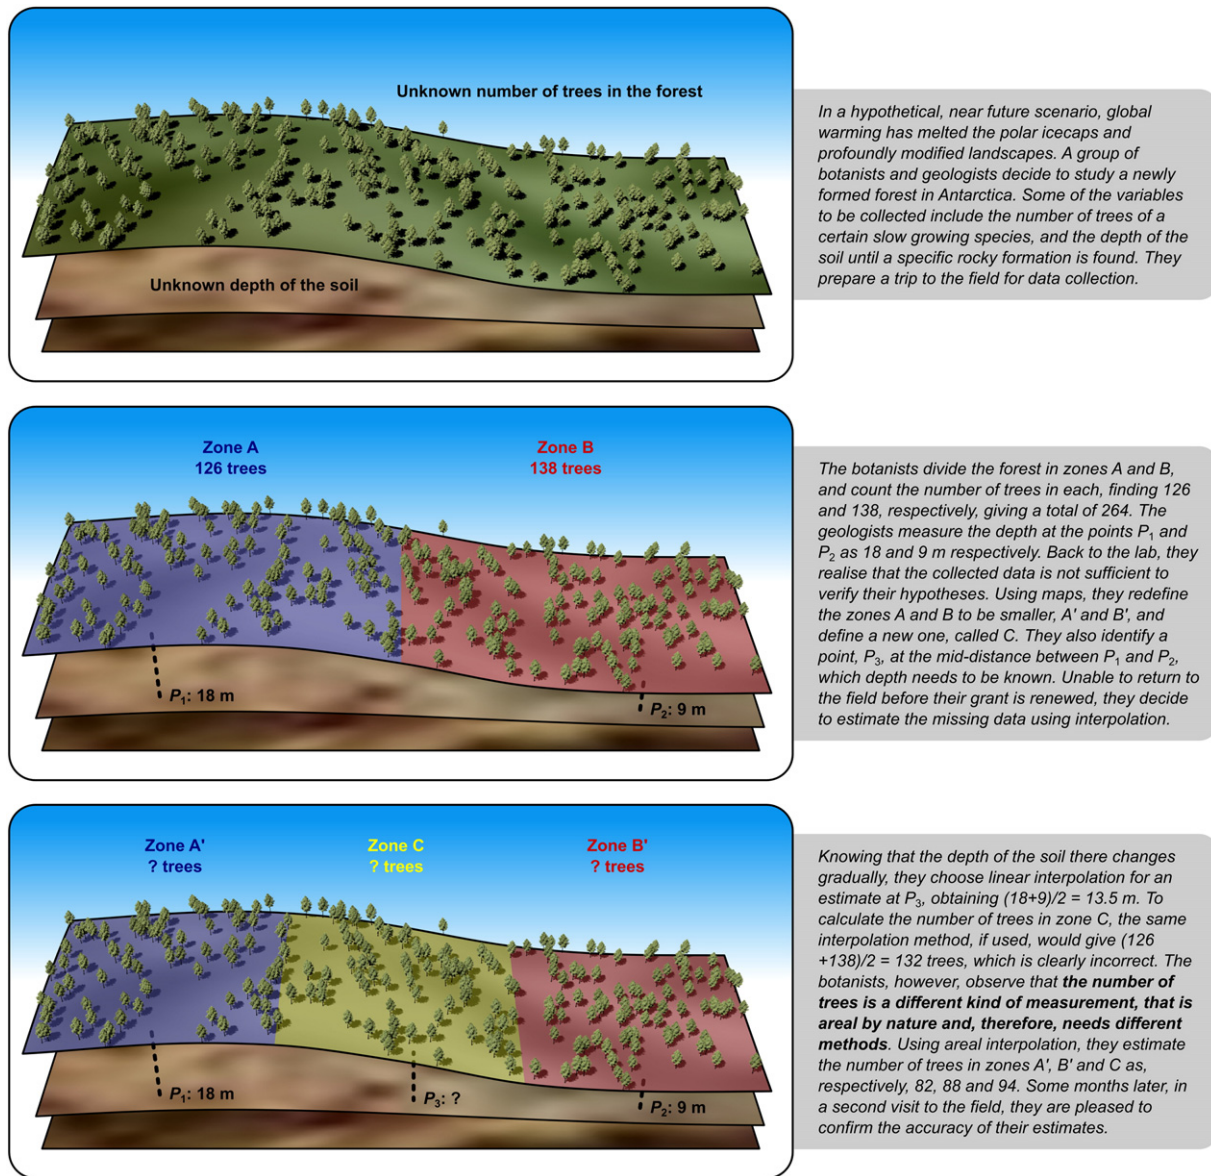 Unknown number of trees in the forest
Unknown depth of the soil
In a hypothetical, near future scenario, global
warming has melted the polar icecaps and
profoundly modified landscapes. A group of
botanists and geologists decide to study a newly
formed forest in Antarctica. Some of the variables
to be collected include the number of trees of a
certain slow growing species, and the depth of the
soil until a specific rocky formation is found. They
prepare a trip to the field for data collection.
Zone A
126 trees
Zone B
138 trees
P₁: 18 m
P₂: 9 m
The botanists divide the forest in zones A and B,
and count the number of trees in each, finding 126
and 138, respectively, giving a total of 264. The
geologists measure the depth at the points P₁ and
P₂ as 18 and 9 m respectively. Back to the lab, they
realise that the collected data is not sufficient to
verify their hypotheses. Using maps, they redefine
the zones A and B to be smaller, A' and B', and
define a new one, called C. They also identify a
point, P₃, at the mid-distance between P₁ and P₂,
which depth needs to be known. Unable to return to
the field before their grant is renewed, they decide
to estimate the missing data using interpolation.
Zone A'
? trees
Zone C
? trees
Zone B'
? trees
P₁: 18 m
P₃: ?
P₂: 9 m
Knowing that the depth of the soil there changes
gradually, they choose linear interpolation for an
estimate at P₃, obtaining (18+9)/2 = 13.5 m. To
calculate the number of trees in zone C, the same
interpolation method, if used, would give (126
+138)/2 = 132 trees, which is clearly incorrect. The
botanists, however, observe that the number of
trees is a different kind of measurement, that is
areal by nature and, therefore, needs different
methods. Using areal interpolation, they estimate
the number of trees in zones A', B' and C as,
respectively, 82, 88 and 94. Some months later, in
a second visit to the field, they are pleased to
confirm the accuracy of their estimates.